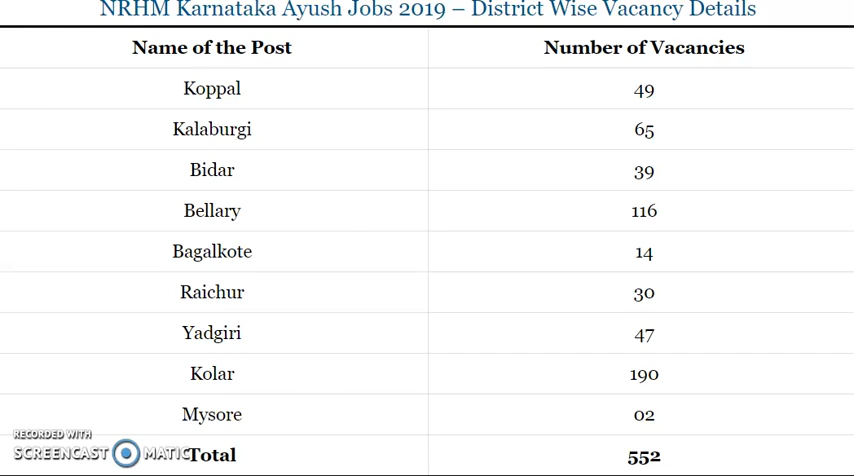 NRHM Karnataka Ayush Jobs 2019 – District Wise Vacancy Details
Name of the Post Number of Vacancies
Koppal 49
Kalaburgi 65
Bidar 39
Bellary 116
Bagalkote 14
Raichur 30
Yadgiri 47
Kolar 190
Mysore 02
RECORDED WITH
SCREENCAST MATIC
Total 552